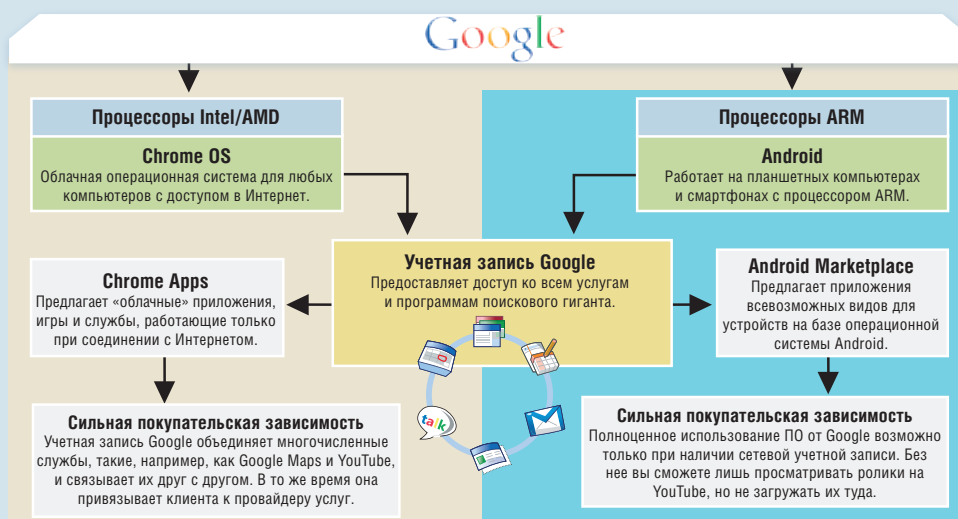 Google
Процессоры Intel/AMD
Chrome OS
Облачная операционная система для любых
компьютеров с доступом в Интернет.
Процессоры ARM
Android
Работает на планшетных компьютерах
и смартфонах с процессором ARM.
Учетная запись Google
Предоставляет доступ ко всем услугам
и программам поискового гиганта.
Chrome Apps
Предлагает «облачные» приложения,
игры и службы, работающие только
при соединении с Интернетом.
Android Marketplace
Предлагает приложения
всевозможных видов для
устройств на базе операционной
системы Android.
talk
Сильная покупательская зависимость
Учетная запись Google объединяет многочисленные
службы, такие, например, как Google Maps и YouTube,
и связывает их друг с другом. В то же время она
привязывает клиента к провайдеру услуг.
Сильная покупательская зависимость
Полноценное использование ПО от Google возможно
только при наличии сетевой учетной записи. Без
нее вы сможете лишь просматривать ролики на
YouTube, но не загружать их туда.